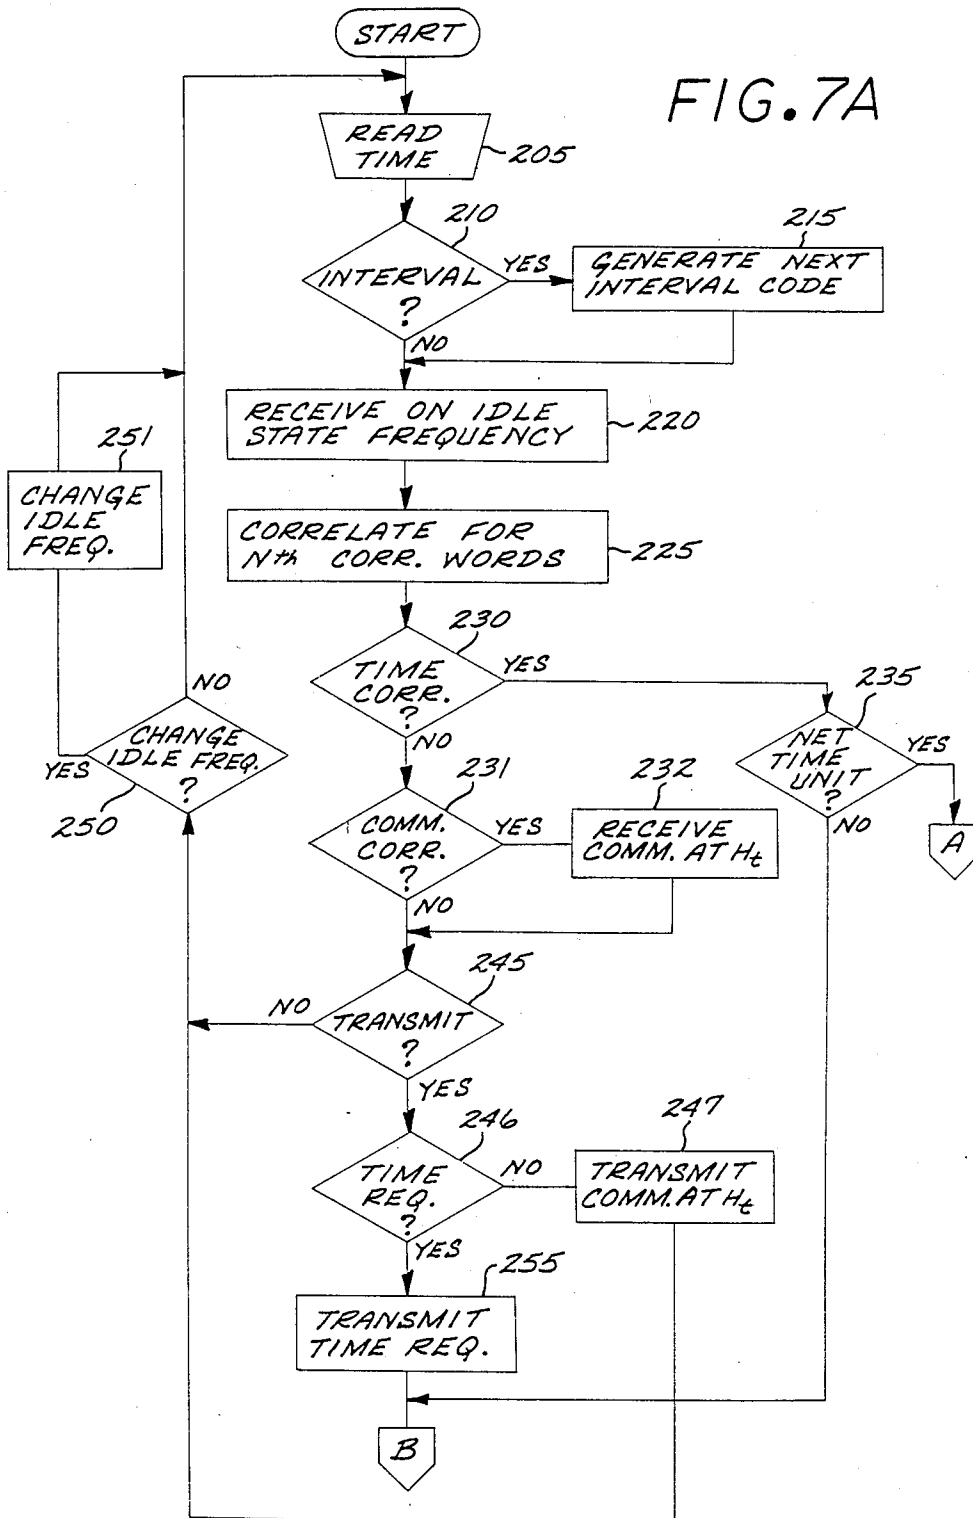 START
FIG. 7A
READ
TIME
205
210
INTERVAL
?
YES
215
GENERATE NEXT
INTERVAL CODE
NO
RECEIVE ON IDLE
STATE FREQUENCY
220
251
CHANGE
IDLE
FREQ.
CORRELATE FOR
Nth CORR. WORDS
225
230
TIME
CORR.
?
YES
NO
235
NET
TIME
UNIT
?
YES
NO
A
NO
CHANGE
IDLE FREQ.
?
YES
250
231
COMM.
CORR.
?
YES
232
RECEIVE
COMM. AT Ht
NO
245
NO
TRANSMIT
?
YES
246
TIME
REQ.
?
NO
247
TRANSMIT
COMM. AT Ht
YES
255
TRANSMIT
TIME REQ.
B